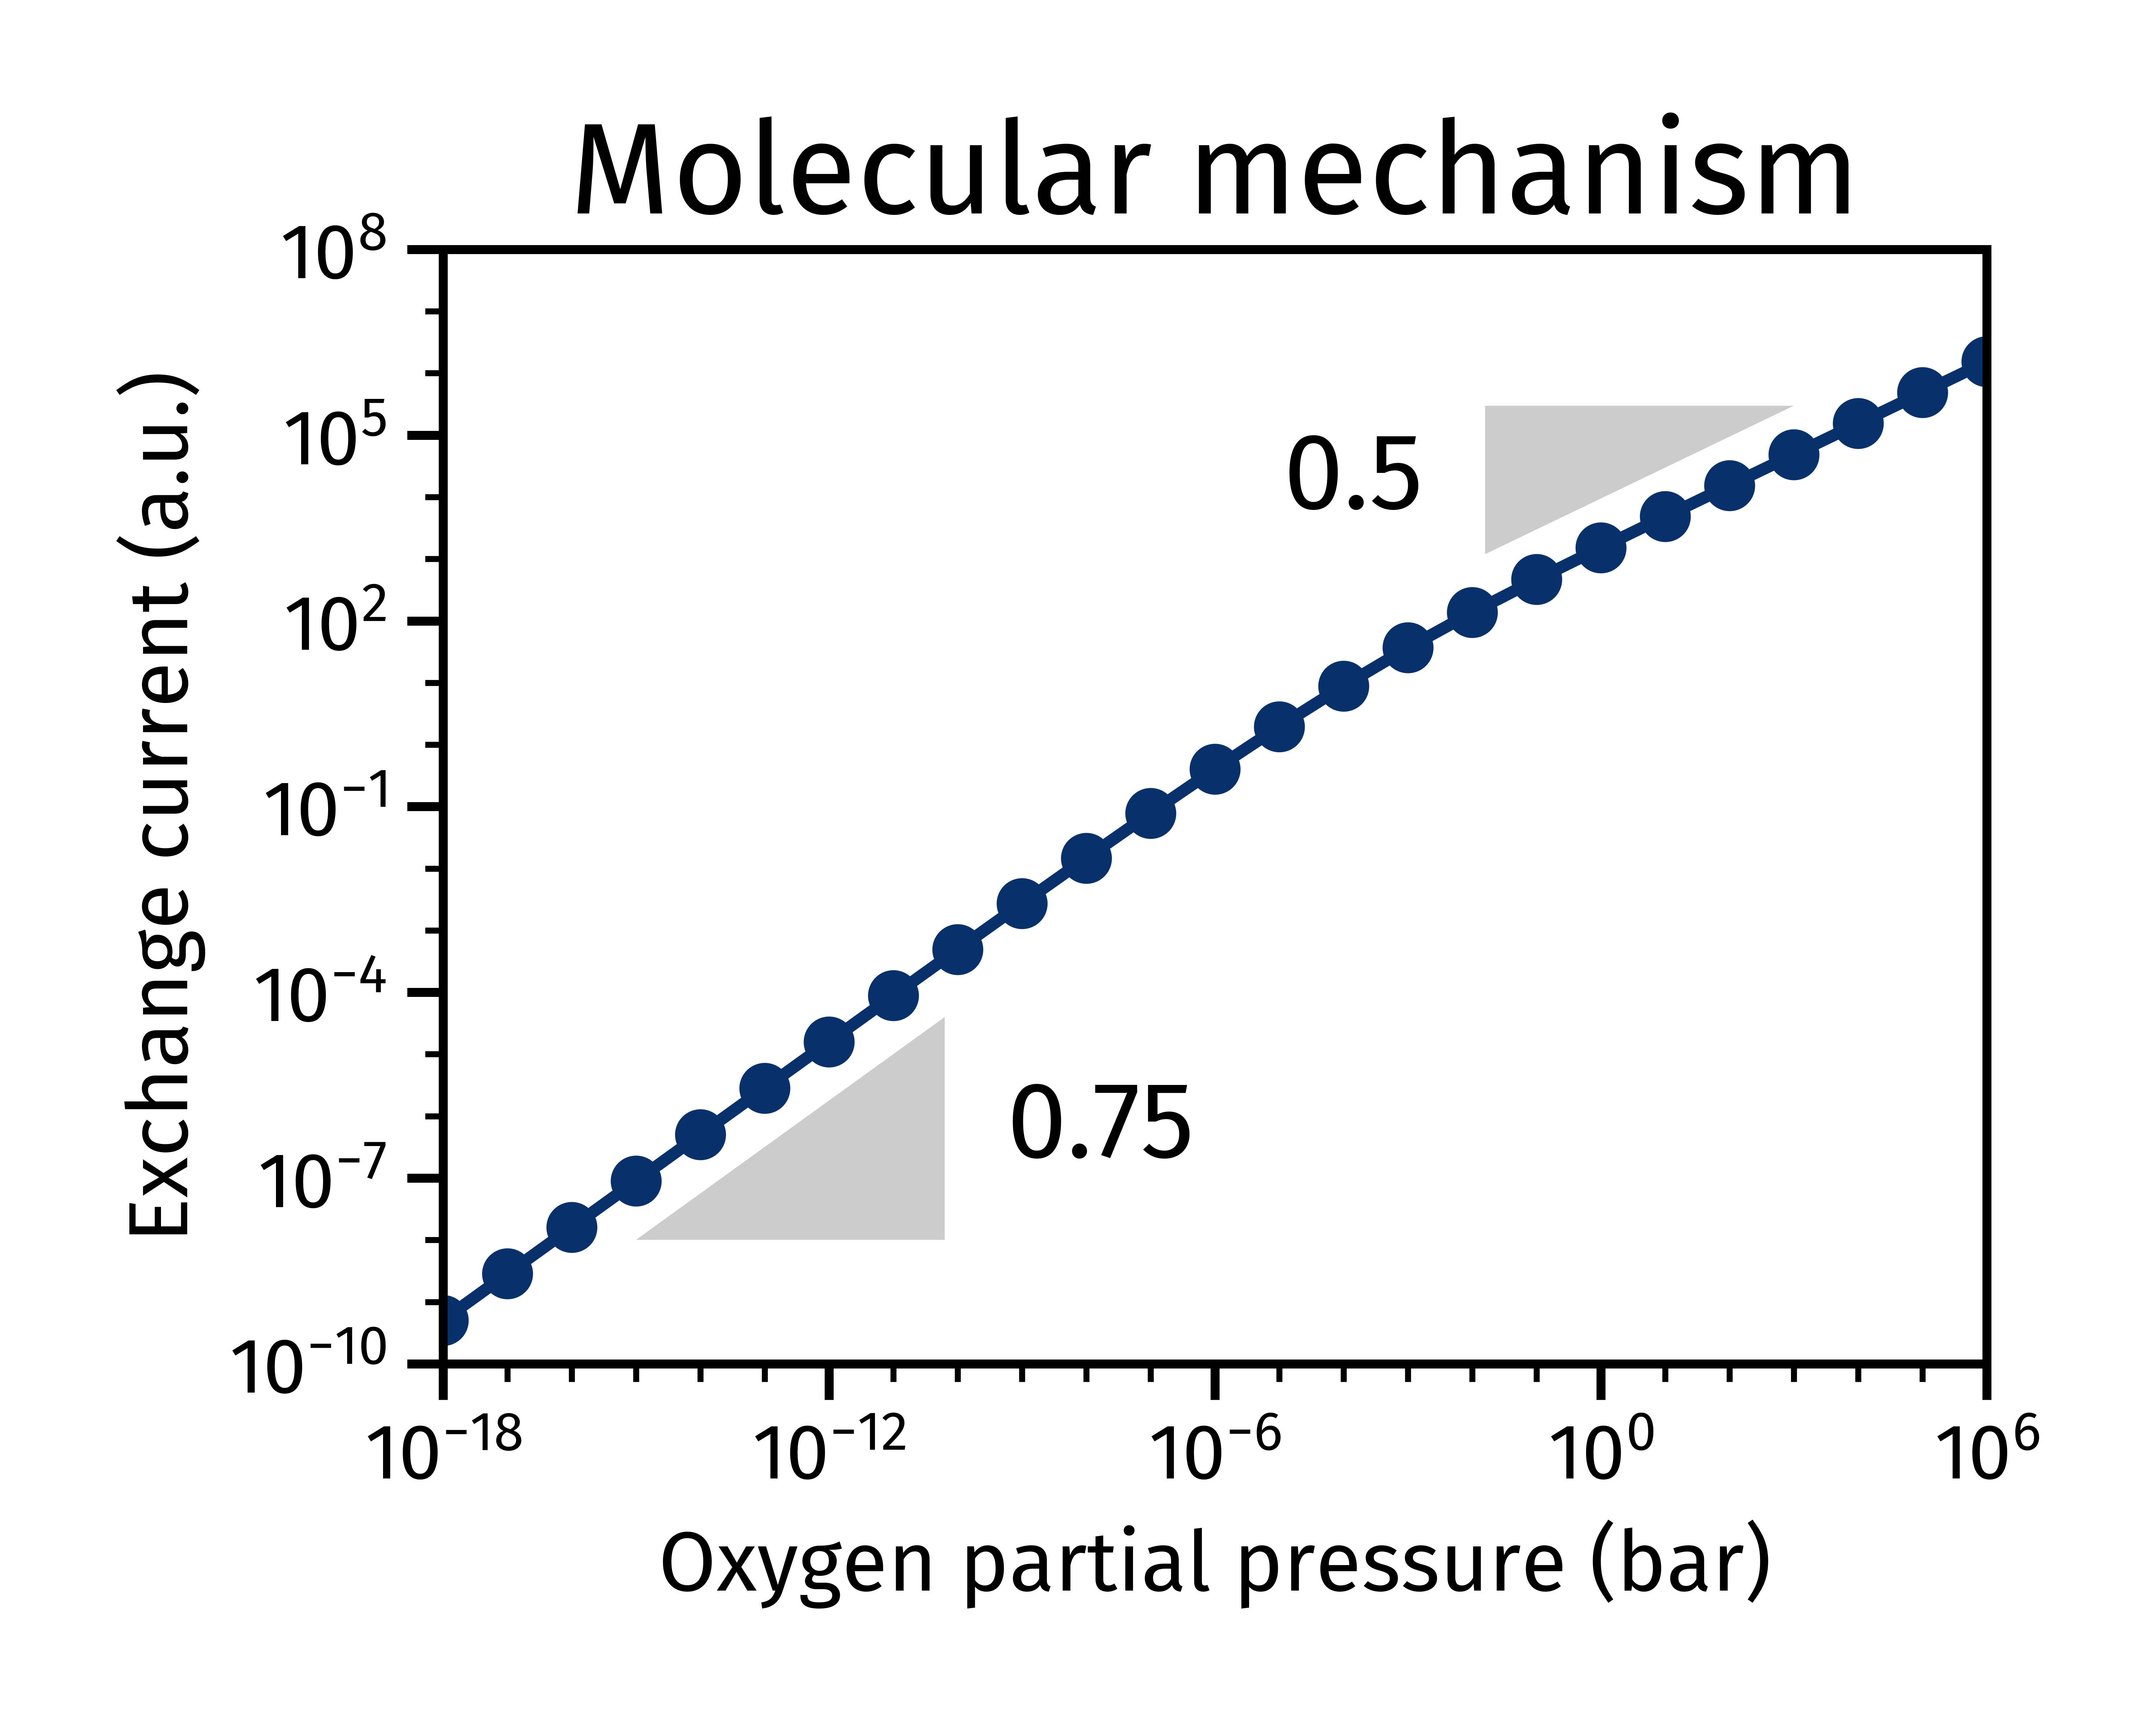 Molecular mechanism
10⁸
10⁵
10²
10⁻¹
10⁻⁴
10⁻⁷
10⁻¹⁰
Exchange current (a.u.)
0.5
0.75
10⁻¹⁸ 10⁻¹² 10⁻⁶ 10⁰ 10⁶
Oxygen partial pressure (bar)